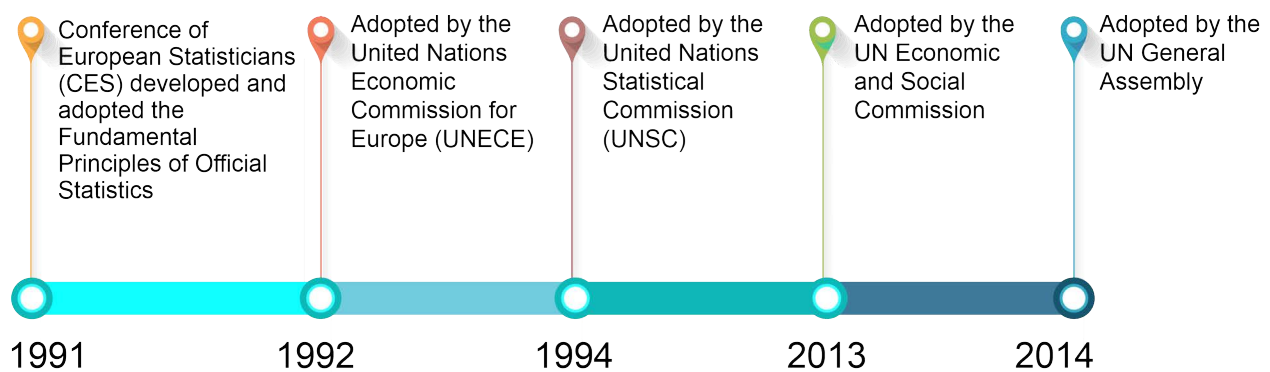 Conference of
European Statisticians
(CES) developed and
adopted the
Fundamental
Principles of Official
Statistics
Adopted by the
United Nations
Economic
Commission for
Europe (UNECE)
Adopted by the
United Nations
Statistical
Commission
(UNSC)
Adopted by the
UN Economic
and Social
Commission
Adopted by the
UN General
Assembly
1991
1992
1994
2013
2014